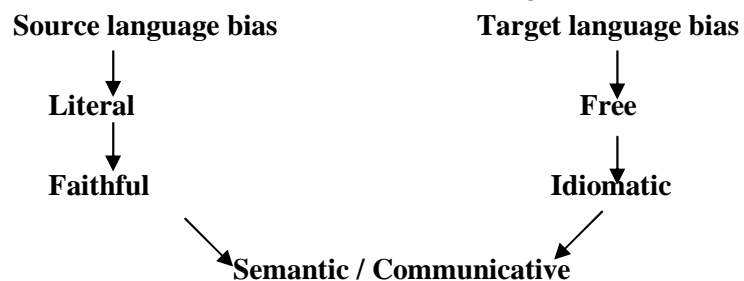 Source language bias Target language bias
Literal Free
Faithful Idiomatic
Semantic / Communicative